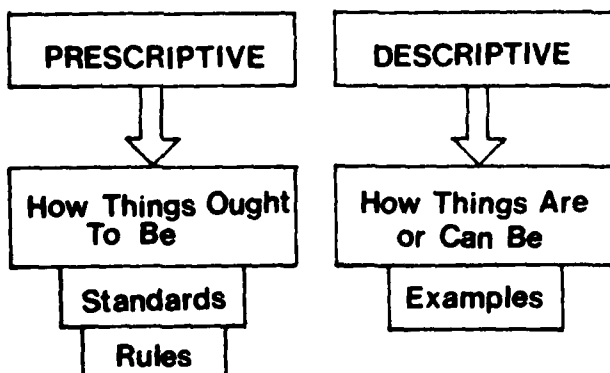 PRESCRIPTIVE
How Things Ought
To Be
Standards
Rules
DESCRIPTIVE
How Things Are
or Can Be
Examples